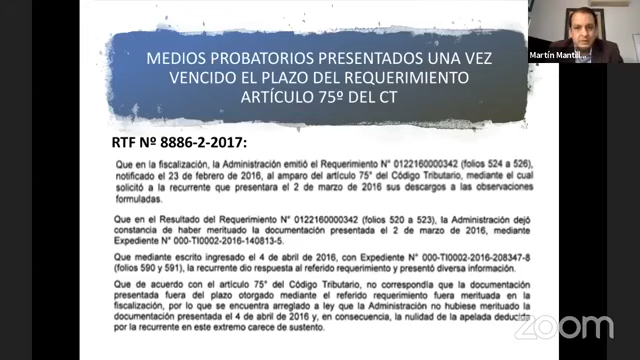 MEDIOS PROBATORIOS PRESENTADOS UNA VEZ
VENCIDO EL PLAZO DEL REQUERIMIENTO
ARTÍCULO 75º DEL CT
Martín Mantill...
RTF Nº 8886-2-2017:
Que en la fiscalización, la Administración emitió el Requerimiento N° 0122160000342 (folios 524 a 526),
notificado el 23 de febrero de 2016, al amparo del artículo 75° del Código Tributario, mediante el cual
solicitó a la recurrente que presentara el 2 de marzo de 2016 sus descargos a las observaciones
formuladas.
Que en el Resultado del Requerimiento N° 0122160000342 (folios 520 a 523), la Administración dejó
constancia de haber merituado la documentación presentada el 2 de marzo de 2016, mediante
Expediente N° 000-TI0002-2016-140813-5.
Que mediante escrito ingresado el 4 de abril de 2016, con Expediente N° 000-TI0002-2016-208347-8
(folios 590 y 591), la recurrente dio respuesta al referido requerimiento y presentó diversa información.
Que de acuerdo con el artículo 75° del Código Tributario, no correspondía que la documentación
presentada fuera del plazo otorgado mediante el referido requerimiento fuera merituada en la
fiscalización, por lo que se encuentra arreglado a ley que la Administración no hubiese merituado la
documentación presentada el 4 de abril de 2016 y, en consecuencia, la nulidad de la apelada deducida
por la recurrente en este extremo carece de sustento.
zoom